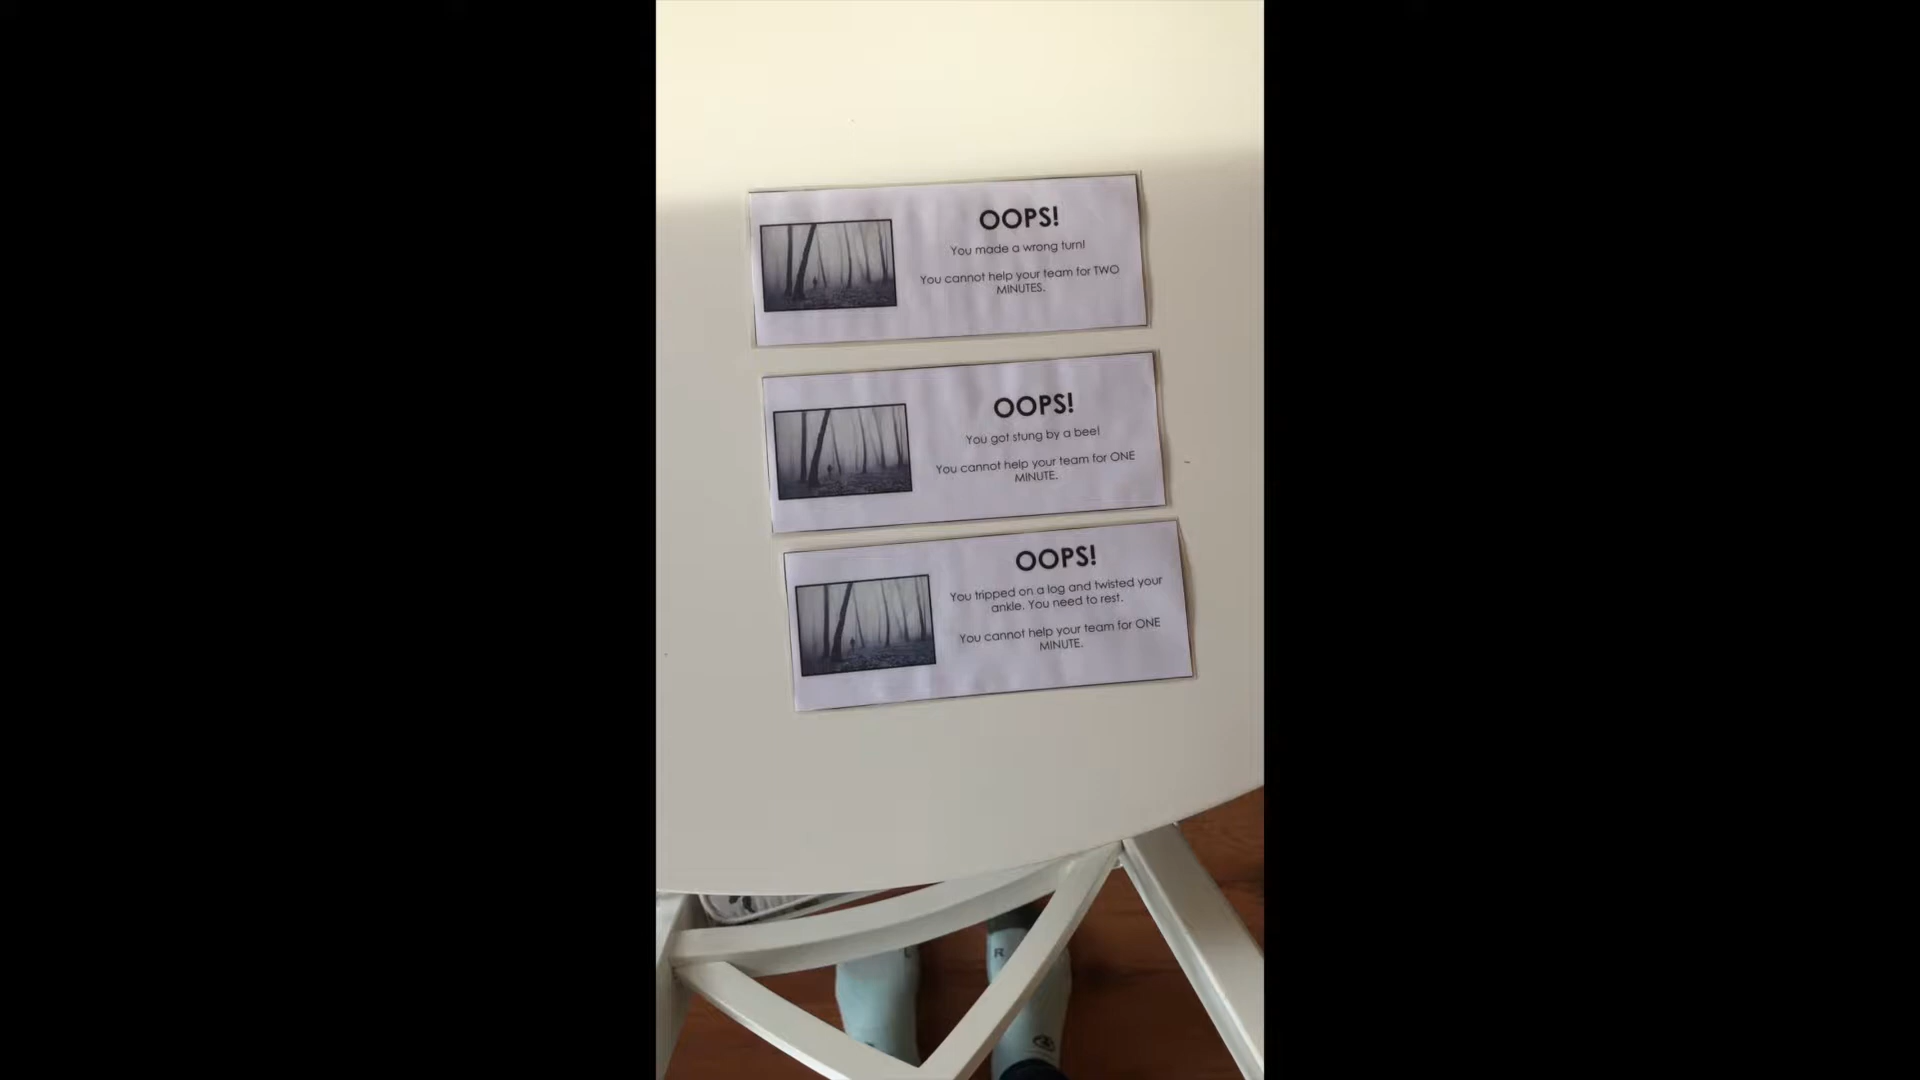 OOPS!
You made a wrong turn!
You cannot help your team for TWO
MINUTES.
OOPS!
You got stung by a bee!
You cannot help your team for ONE
MINUTE.
OOPS!
You tripped on a log and twisted your
ankle. You need to rest.
You cannot help your team for ONE
MINUTE.
L
R